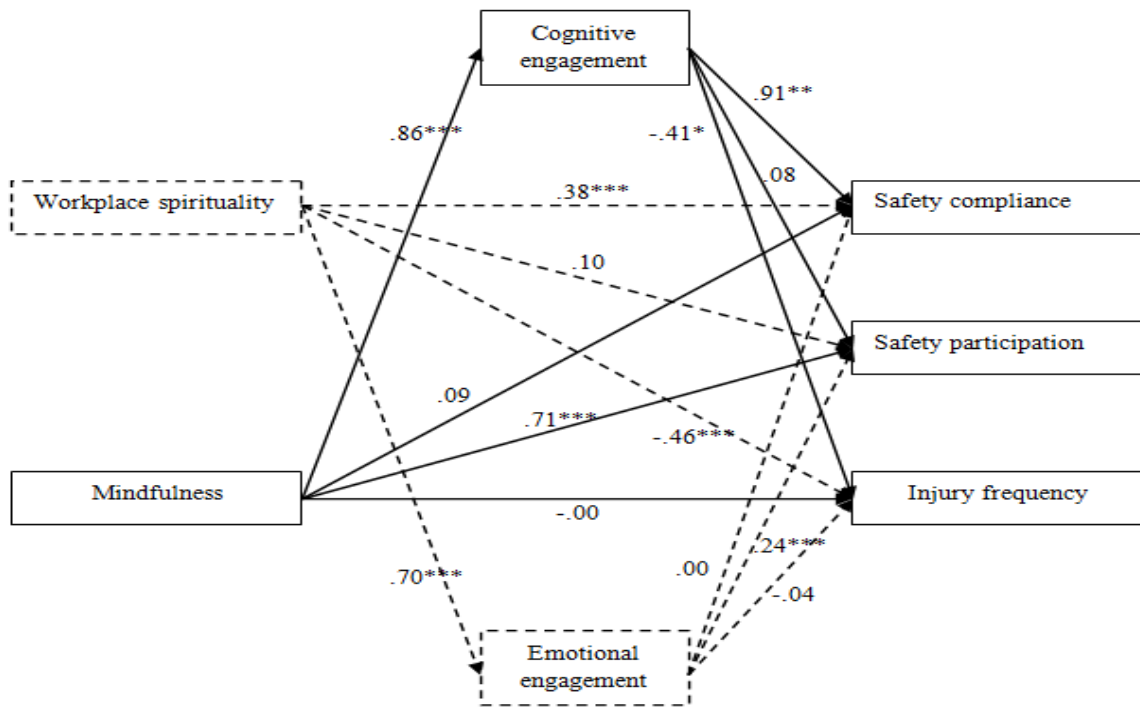 Cognitive
engagement
.91**
.86***
-.41*
.08
Workplace spirituality
.38***
Safety compliance
.10
Safety participation
.09
.71***
-.46***
Mindfulness
Injury frequency
-.00
.24***
.70***
.00
-.04
Emotional
engagement